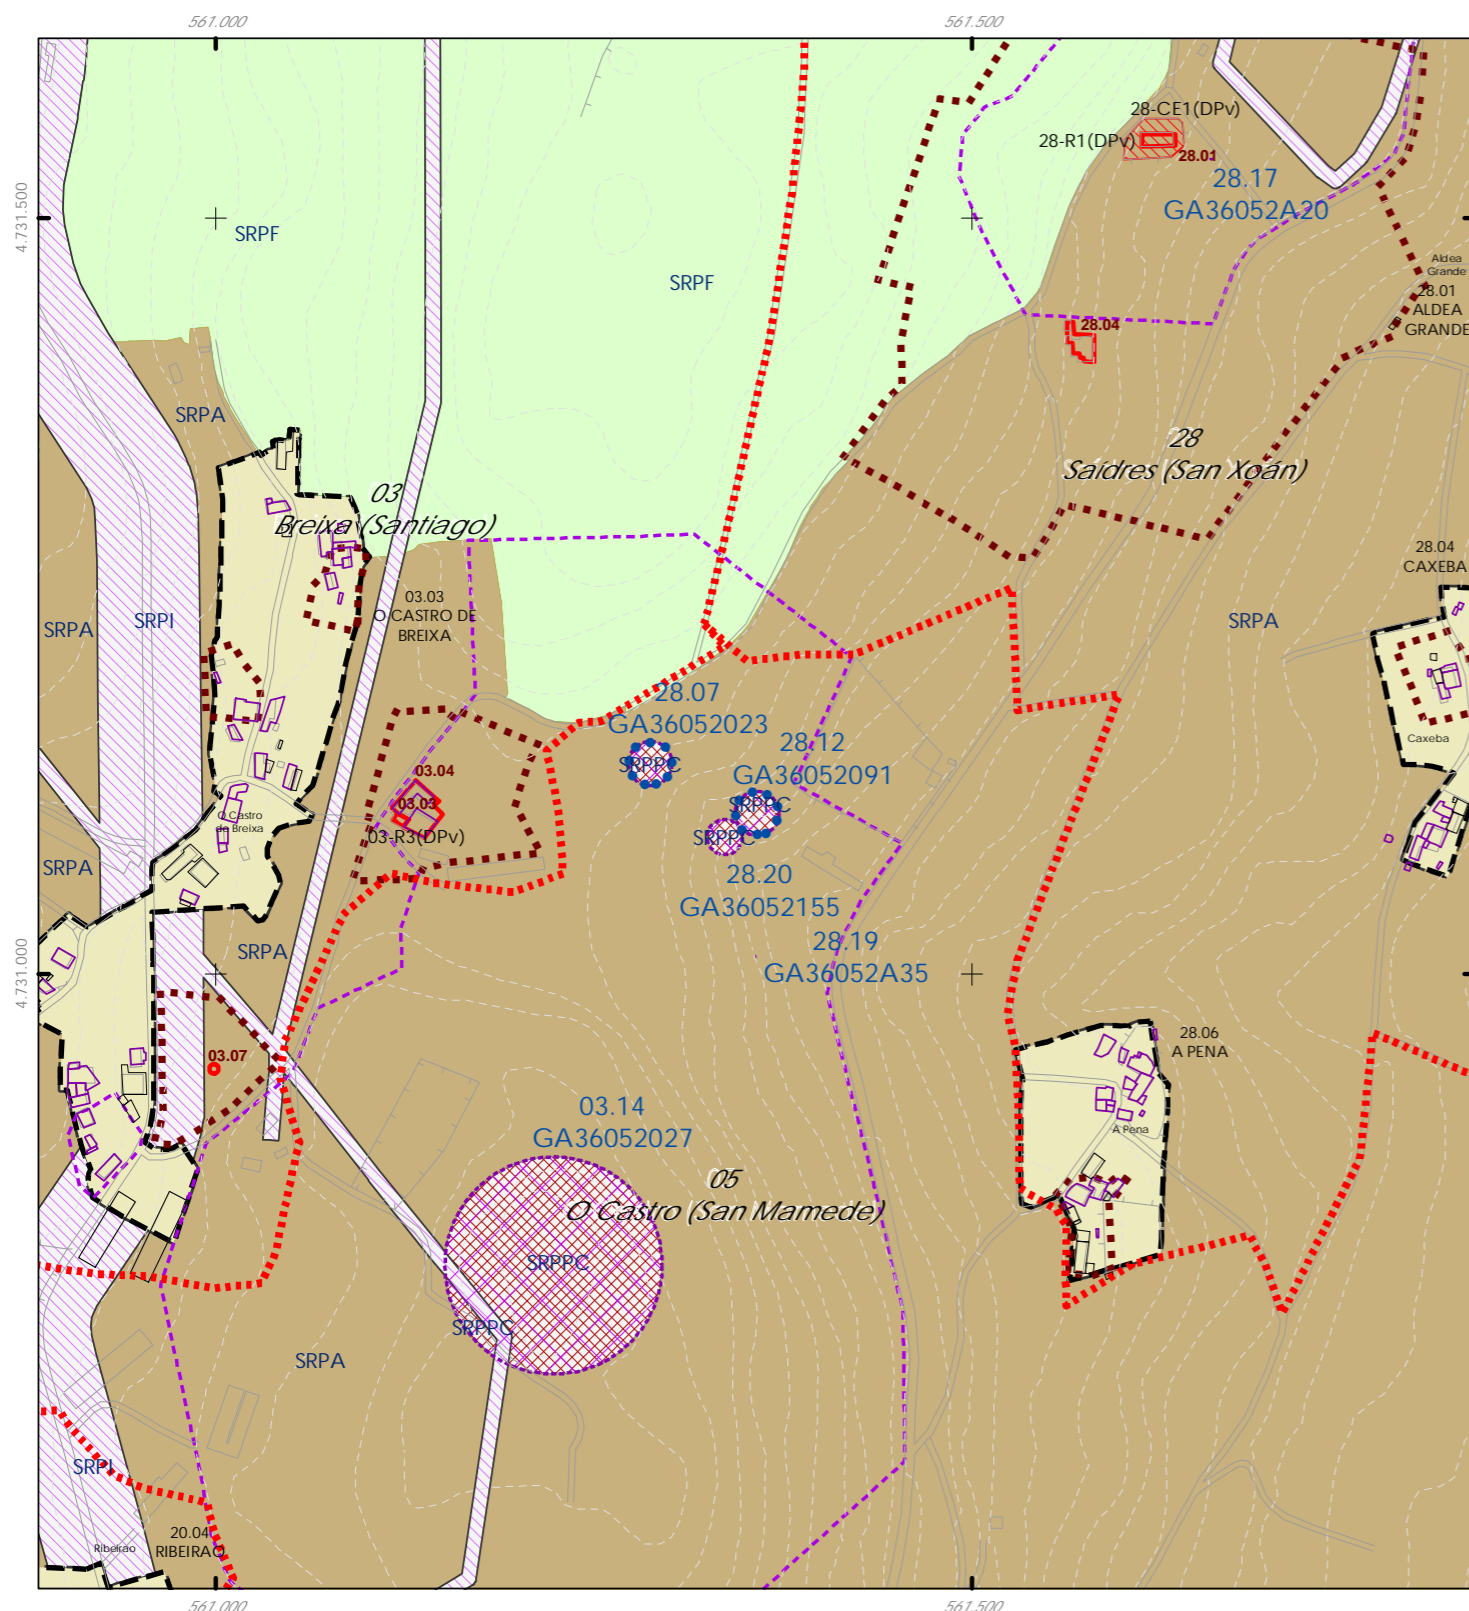 561.000
561.500
28-CE1(DPv)
28-R1(DPv)
28.01
28.17
GA36052A20
4.731.500
SRPF
SRPF
Aldea
Grande
28.01
ALDEA
GRANDE
28.04
SRPA
28
Saídres (San Xoán)
03
Breixa (Santiago)
28.04
CAXEBA
03.03
O CASTRO DE
BREIXA
SRPA
SRPI
SRPA
28.07
GA36052023
28.12
GA36052091
Caxeba
SRPPC
03.04
03.03
SRPPC
O Castro
de Breixa
03-R3(DPv)
SRPPC
SRPA
28.20
GA36052155
28.19
GA36052A35
SRPA
4.731.000
28.06
A PENA
03.07
03.14
GA36052027
A Pena
05
O Castro (San Mamede)
SRPPC
SRPPC
SRPA
SRPI
20.04
RIBEIRAO
Ribeirao
561.000
561.500